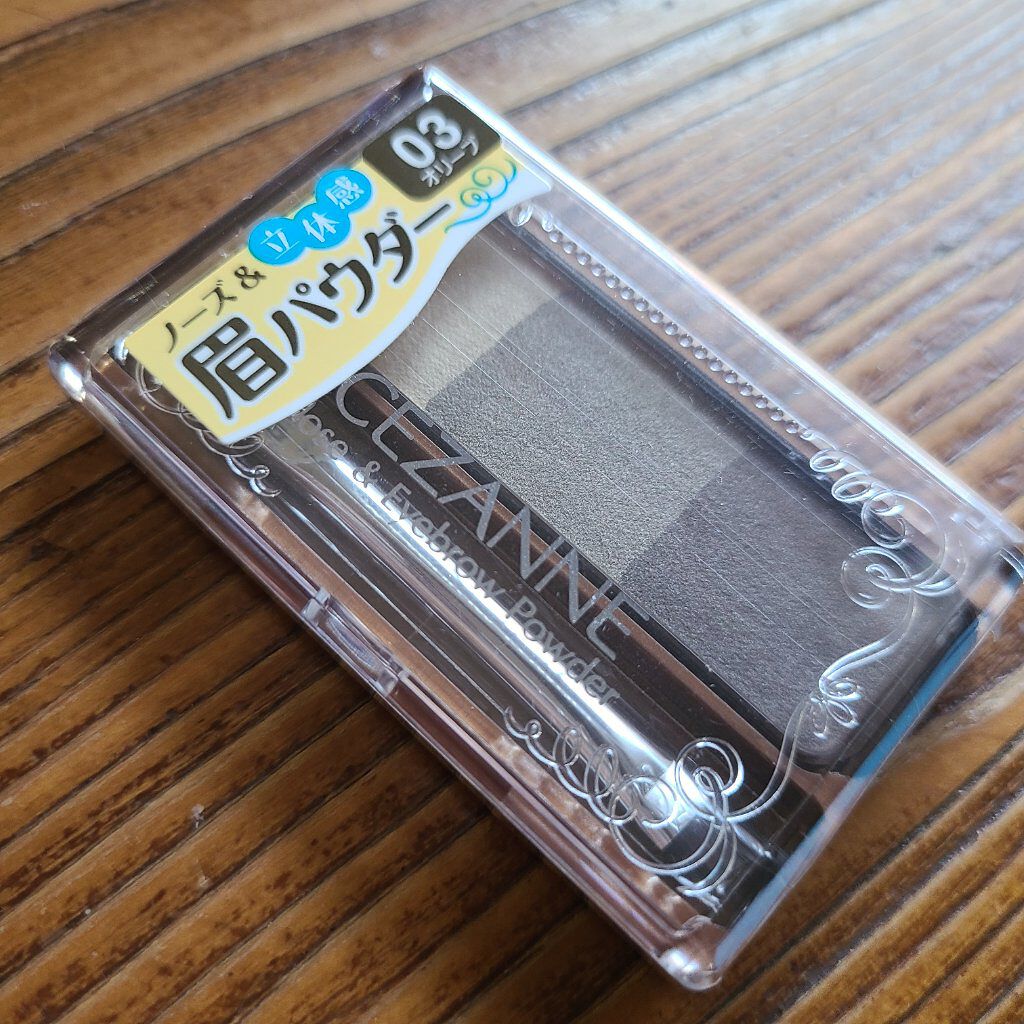 03
オリーブ
立体感
ノーズ&
眉パウダー
CEZANNE
Nose & Eyebrow Powder